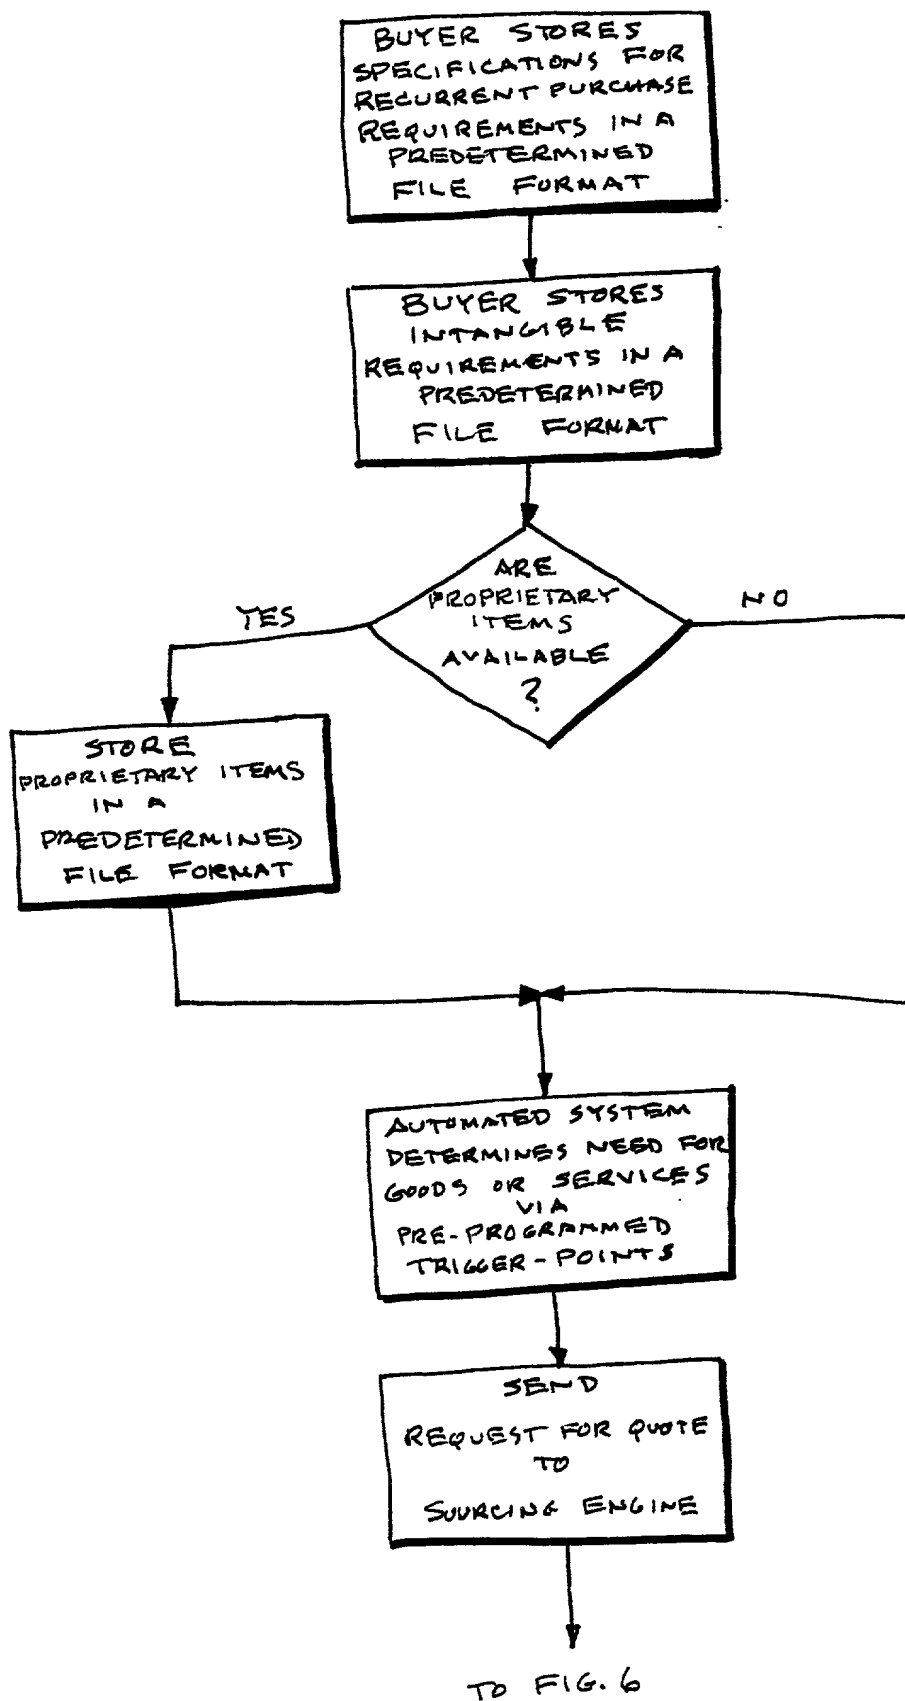 BUYER STORES
SPECIFICATIONS FOR
RECURRENT PURCHASE
REQUIREMENTS IN A
PREDETERMINED
FILE FORMAT
BUYER STORES
INTANGIBLE
REQUIREMENTS IN A
PREDETERMINED
FILE FORMAT
ARE
PROPRIETARY
ITEMS
AVAILABLE
?
YES
NO
STORE
PROPRIETARY ITEMS
IN A
PREDETERMINED
FILE FORMAT
AUTOMATED SYSTEM
DETERMINES NEED FOR
GOODS OR SERVICES
VIA
PRE-PROGRAMMED
TRIGGER-POINTS
SEND
REQUEST FOR QUOTE
TO
SOURCING ENGINE
TO FIG. 6